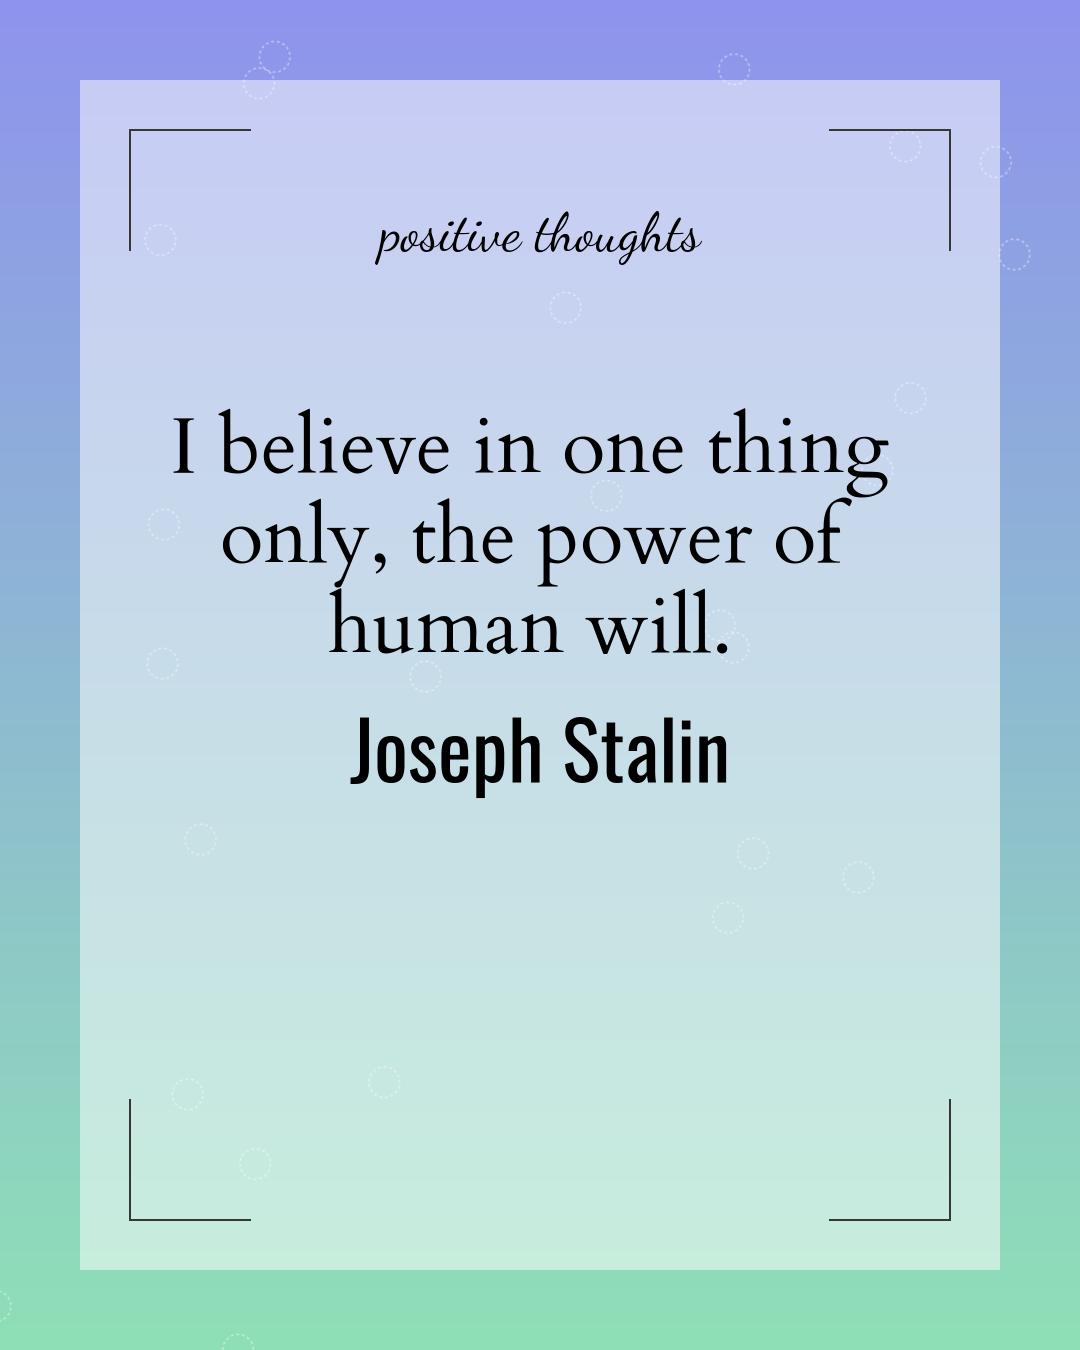 positive thoughts
I believe in one thing
only, the power of
human will.
Joseph Stalin